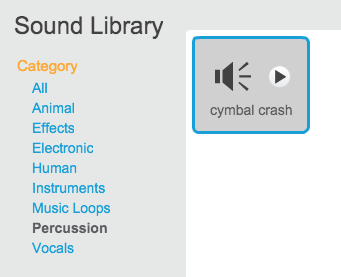 Sound Library
Category
All
Animal
Effects
Electronic
Human
Instruments
Music Loops
Percussion
Vocals
cymbal crash